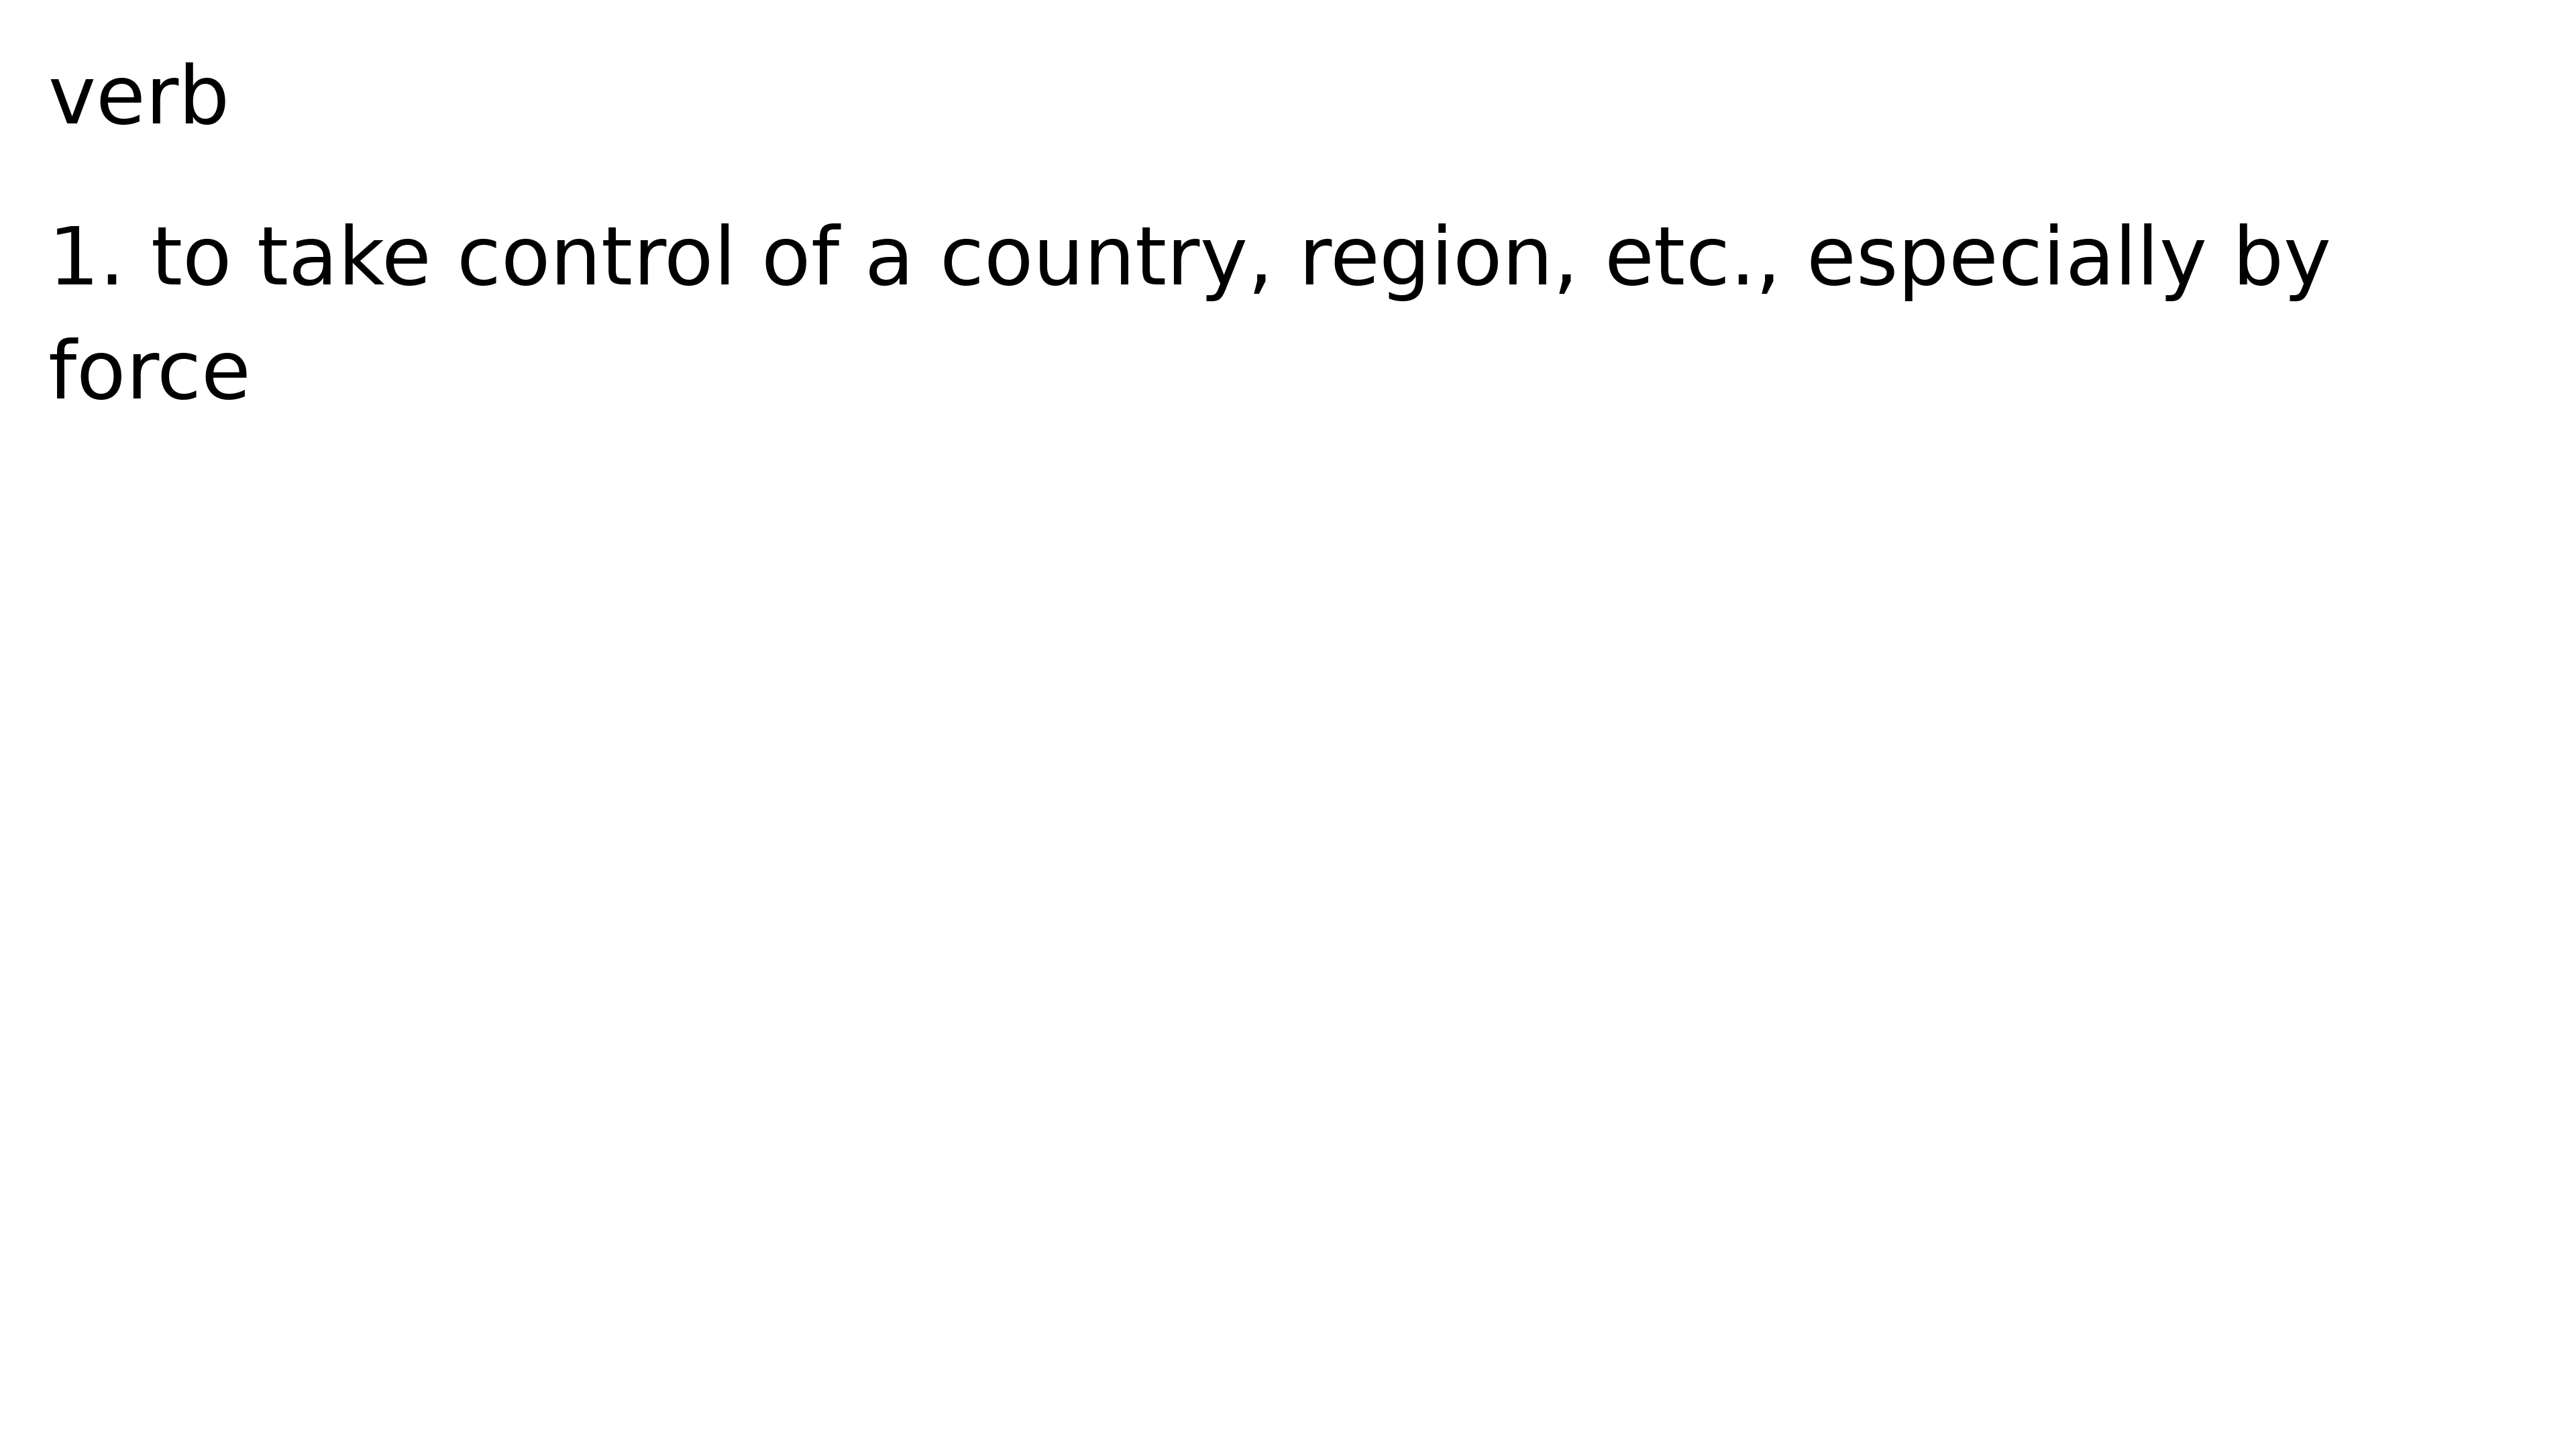 verb
1. to take control of a country, region, etc., especially by
force